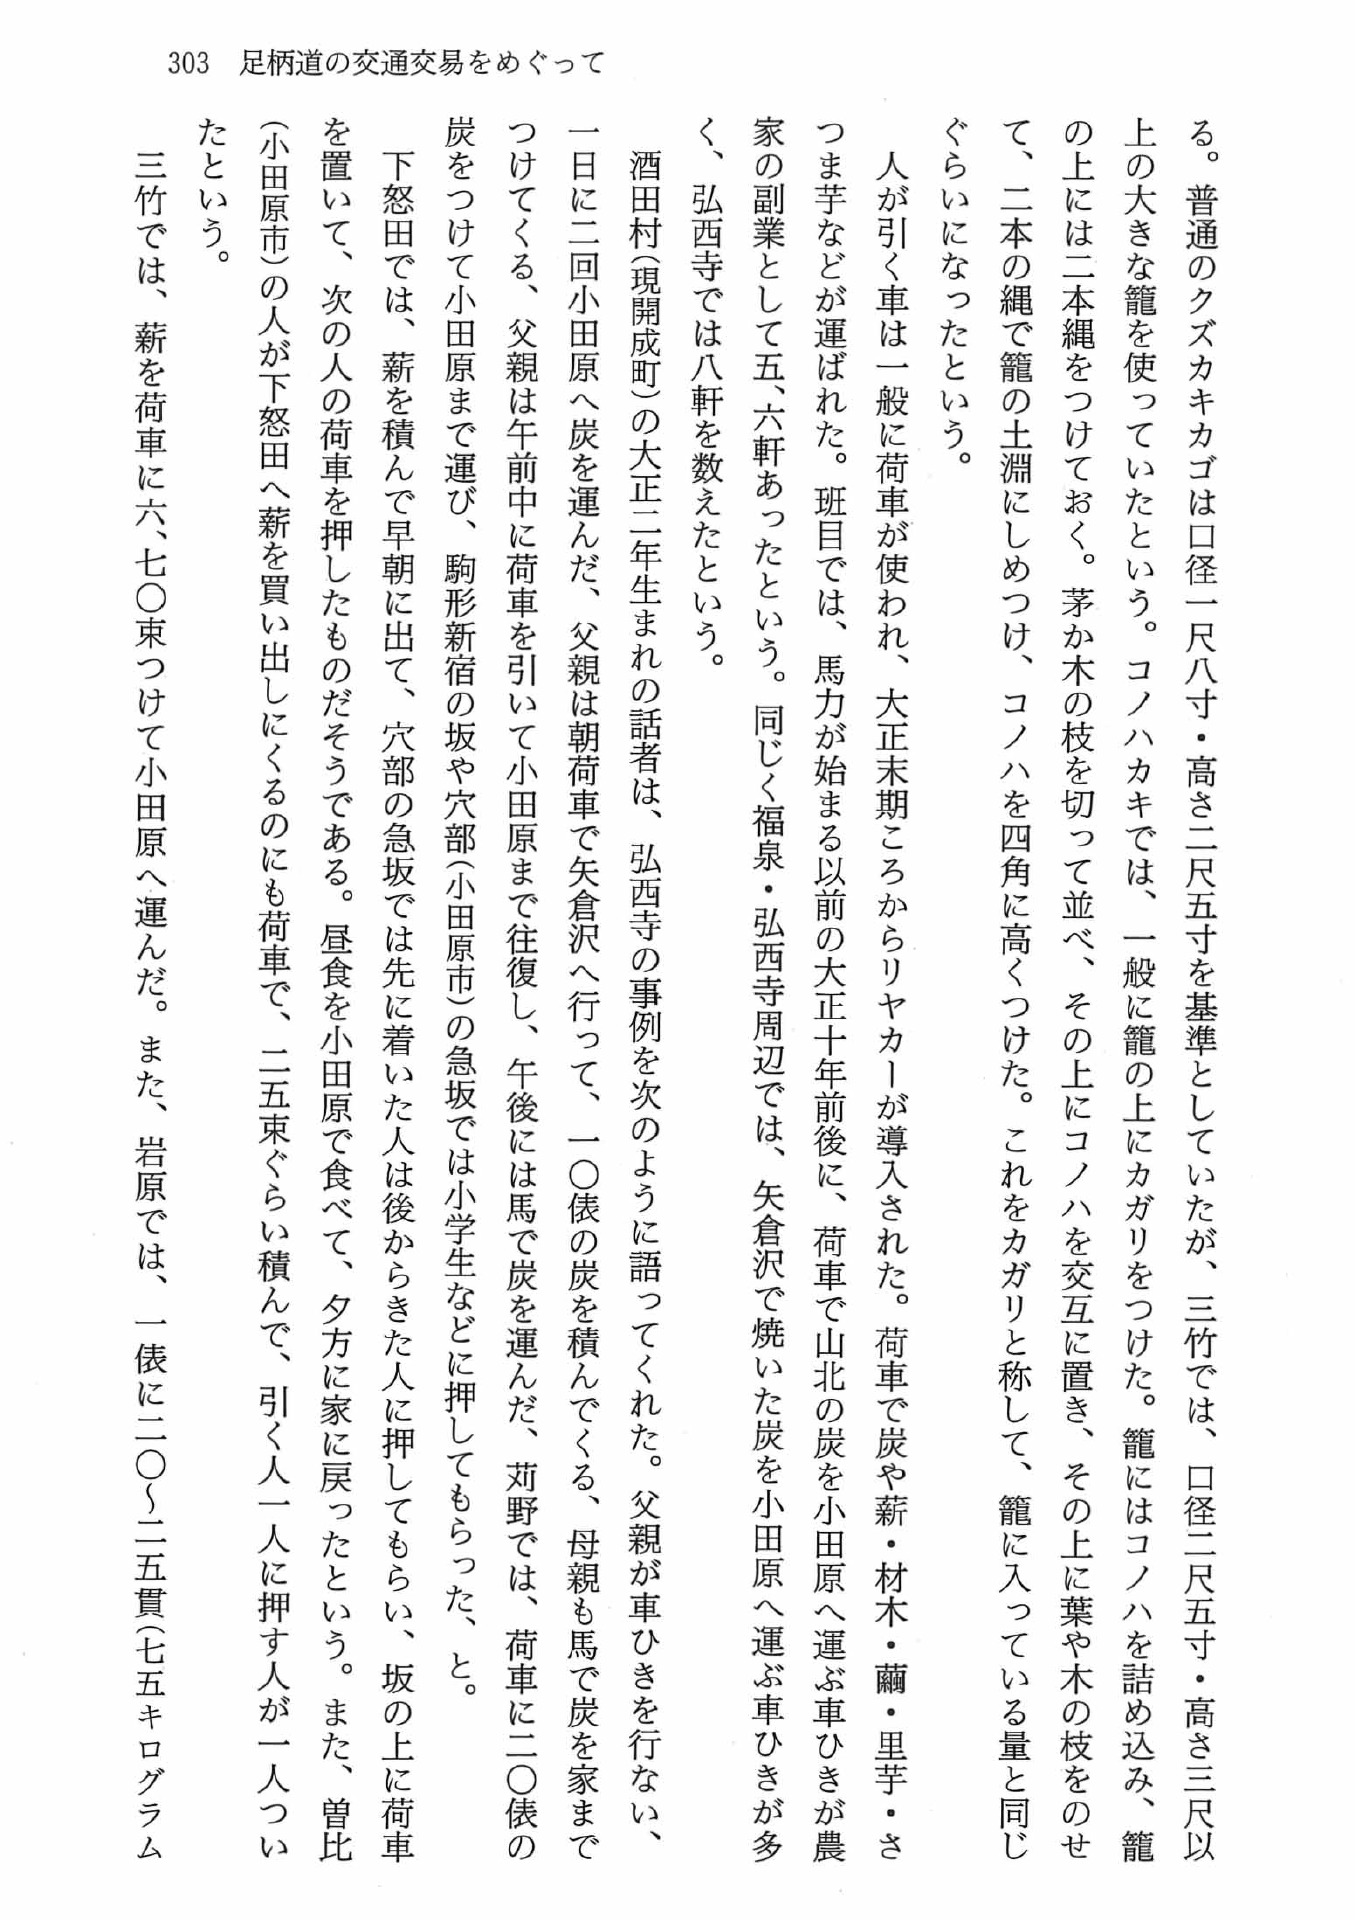 303 足柄道の交通交易をめぐって
る。普通のクズカキカゴは口径一尺八寸・高さ二尺五寸を基準としていたが、三竹では、口径二尺五寸・高さ三尺以
上の大きな籠を使っていたという。コノハカキでは、一般に籠の上にカガリをつけた。籠にはコノハを詰め込み、籠
の上には二本縄をつけておく。茅か木の枝を切って並べ、その上にコノハを交互に置き、その上に葉や木の枝をのせ
て、二本の縄で籠の土淵にしめつけ、コノハを四角に高くつけた。これをカガリと称して、籠に入っている量と同じ
ぐらいになったという。
人が引く車は一般に荷車が使われ、大正末期ころからリヤカーが導入された。荷車で炭や薪・材木・繭・里芋・さ
つま芋などが運ばれた。班目では、馬力が始まる以前の大正十年前後に、荷車で山北の炭を小田原へ運ぶ車ひきが農
家の副業として五、六軒あったという。同じく福泉・弘西寺周辺では、矢倉沢で焼いた炭を小田原へ運ぶ車ひきが多
く、弘西寺では八軒を数えたという。
酒田村（現開成町）の大正二年生まれの話者は、弘西寺の事例を次のように語ってくれた。父親が車ひきを行ない、
一日に二回小田原へ炭を運んだ、父親は朝荷車で矢倉沢へ行って、一〇俵の炭を積んでくる、母親も馬で炭を家まで
つけてくる、父親は午前中に荷車を引いて小田原まで往復し、午後には馬で炭を運んだ、苅野では、荷車に二〇俵の
炭をつけて小田原まで運び、駒形新宿の坂や穴部（小田原市）の急坂では小学生などに押してもらった、と。
下怒田では、薪を積んで早朝に出て、穴部の急坂では先に着いた人は後からきた人に押してもらい、坂の上に荷車
を置いて、次の人の荷車を押したものだそうである。昼食を小田原で食べて、夕方に家に戻ったという。また、曽比
（小田原市）の人が下怒田へ薪を買い出しにくるのにも荷車で、二五束ぐらい積んで、引く人一人に押す人が一人つい
たという。
三竹では、薪を荷車に六、七〇束つけて小田原へ運んだ。また、岩原では、一俵に二〇〜二五貫（七五キログラム